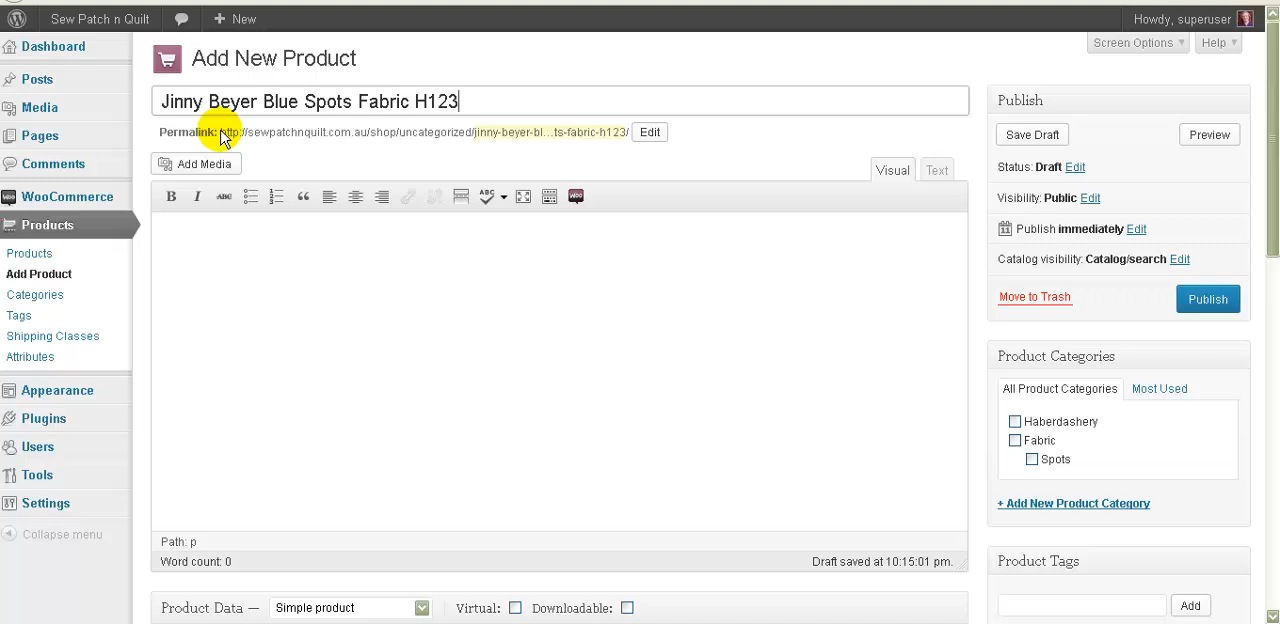 Sew Patch n Quilt
New
Howdy, superuser
Screen Options
Help
Dashboard
Posts
Media
Pages
Comments
WooCommerce
Products
Products
Add Product
Categories
Tags
Shipping Classes
Attributes
Appearance
Plugins
Users
Tools
Settings
Collapse menu
Add New Product
Jinny Beyer Blue Spots Fabric H123
Permalink: http://sewpatchnquilt.com.au/shop/uncategorized/jinny-beyer-bl...ts-fabric-h123/ Edit
Add Media
Visual
Text
B I ABC ABC
Path: p
Word count: 0
Draft saved at 10:15:01 pm.
Product Data — Simple product Virtual: Downloadable:
Publish
Save Draft
Preview
Status: Draft Edit
Visibility: Public Edit
Publish immediately Edit
Catalog visibility: Catalog/search Edit
Move to Trash
Publish
Product Categories
All Product Categories
Most Used
Haberdashery
Fabric
Spots
+ Add New Product Category
Product Tags
Add